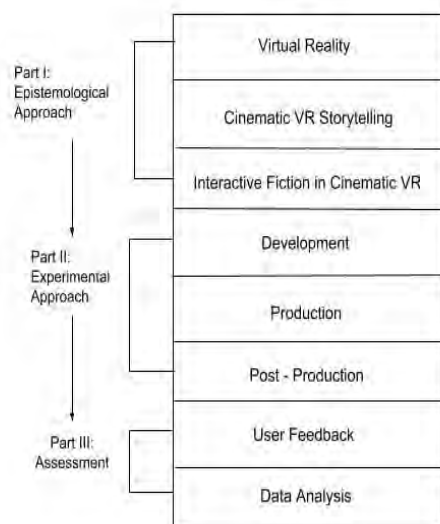 Part I:
Epistemological
Approach
Virtual Reality
Cinematic VR Storytelling
Interactive Fiction in Cinematic VR
Part II:
Experimental
Approach
Development
Production
Post - Production
Part III:
Assessment
User Feedback
Data Analysis